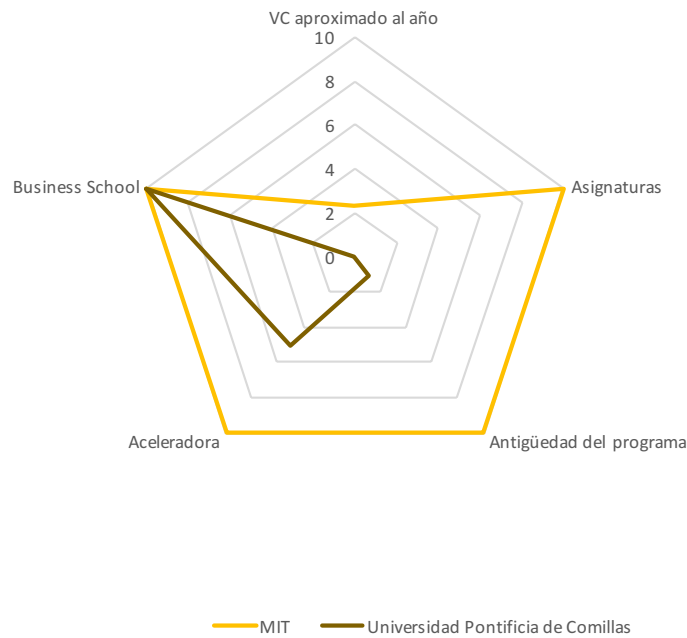 VC aproximado al año
10
8
6
4
2
0
Business School
Asignaturas
Aceleradora
Antigüedad del programa
MIT
Universidad Pontificia de Comillas